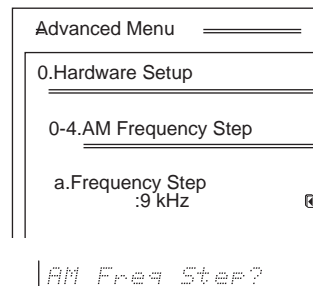 Advanced Menu
0.Hardware Setup
0-4.AM Frequency Step
a.Frequency Step
:9 kHz
AM Freq Step?